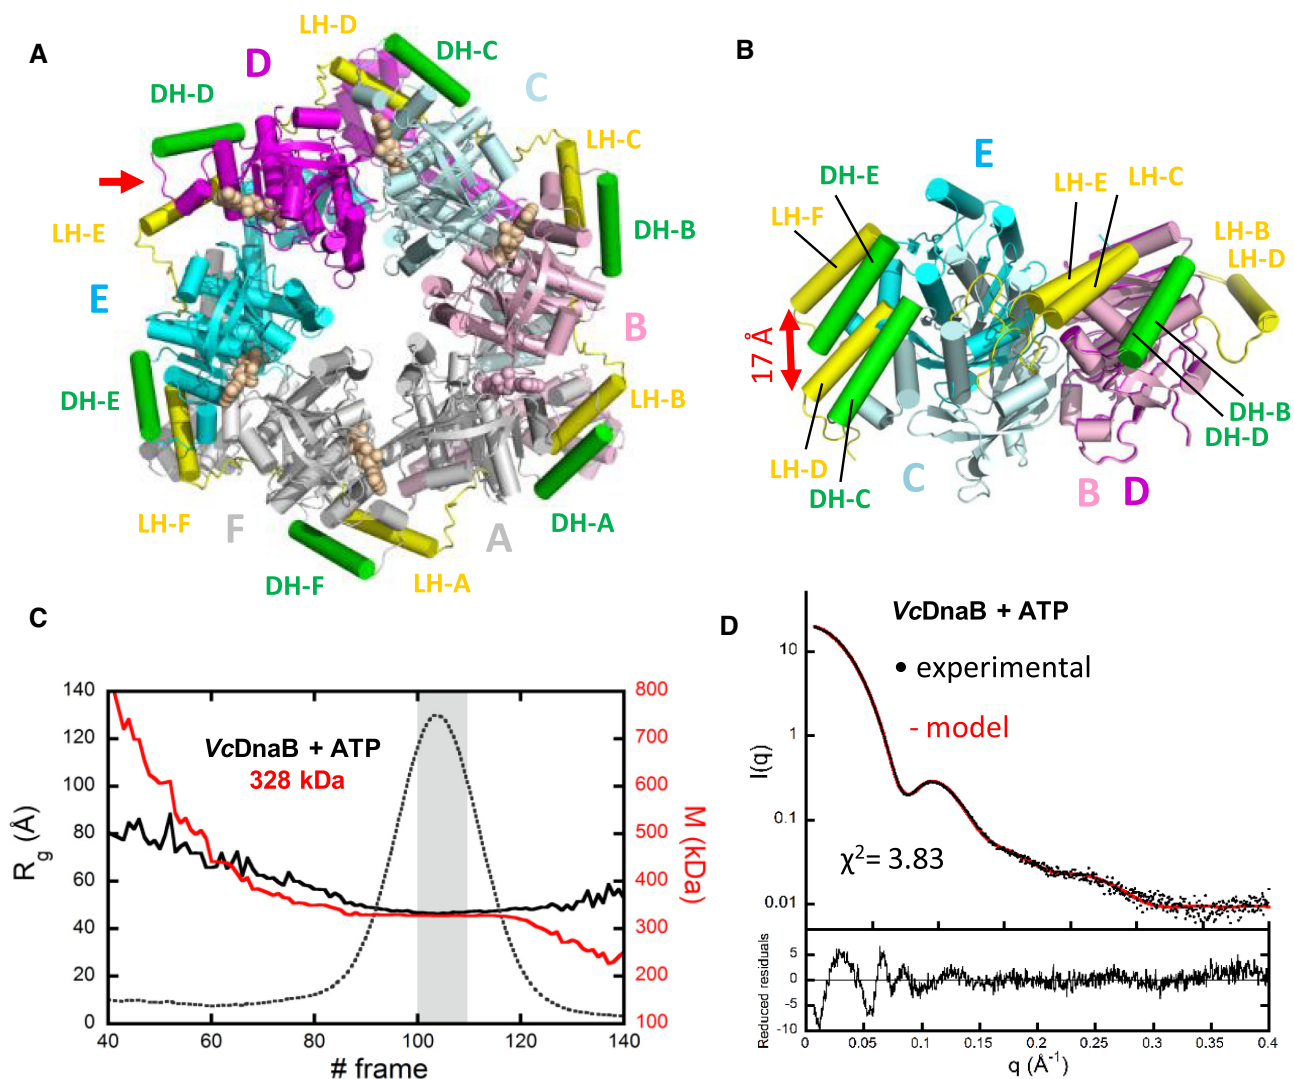 A
LH-D
DH-C
D
C
DH-D
LH-C
LH-E
DH-B
E
B
DH-E
LH-B
LH-F
F
A
DH-A
DH-F
LH-A
B
E
DH-E
LH-E
LH-C
LH-F
LH-B
LH-D
17 Å
LH-D
DH-B
DH-D
DH-C
C
B
D
C
140
120
100
80
60
40
20
0
Rg (Å)
VcDnaB + ATP
328 kDa
800
700
600
500
400
300
200
100
M (kDa)
40
60
80
100
120
140
# frame
D
VcDnaB + ATP
• experimental
- model
10
1
0.1
0.01
I(q)
χ²= 3.83
Reduced residuals
5
0
-5
-10
0
0.05
0.1
0.15
0.2
0.25
0.3
0.35
0.4
q (Å⁻¹)